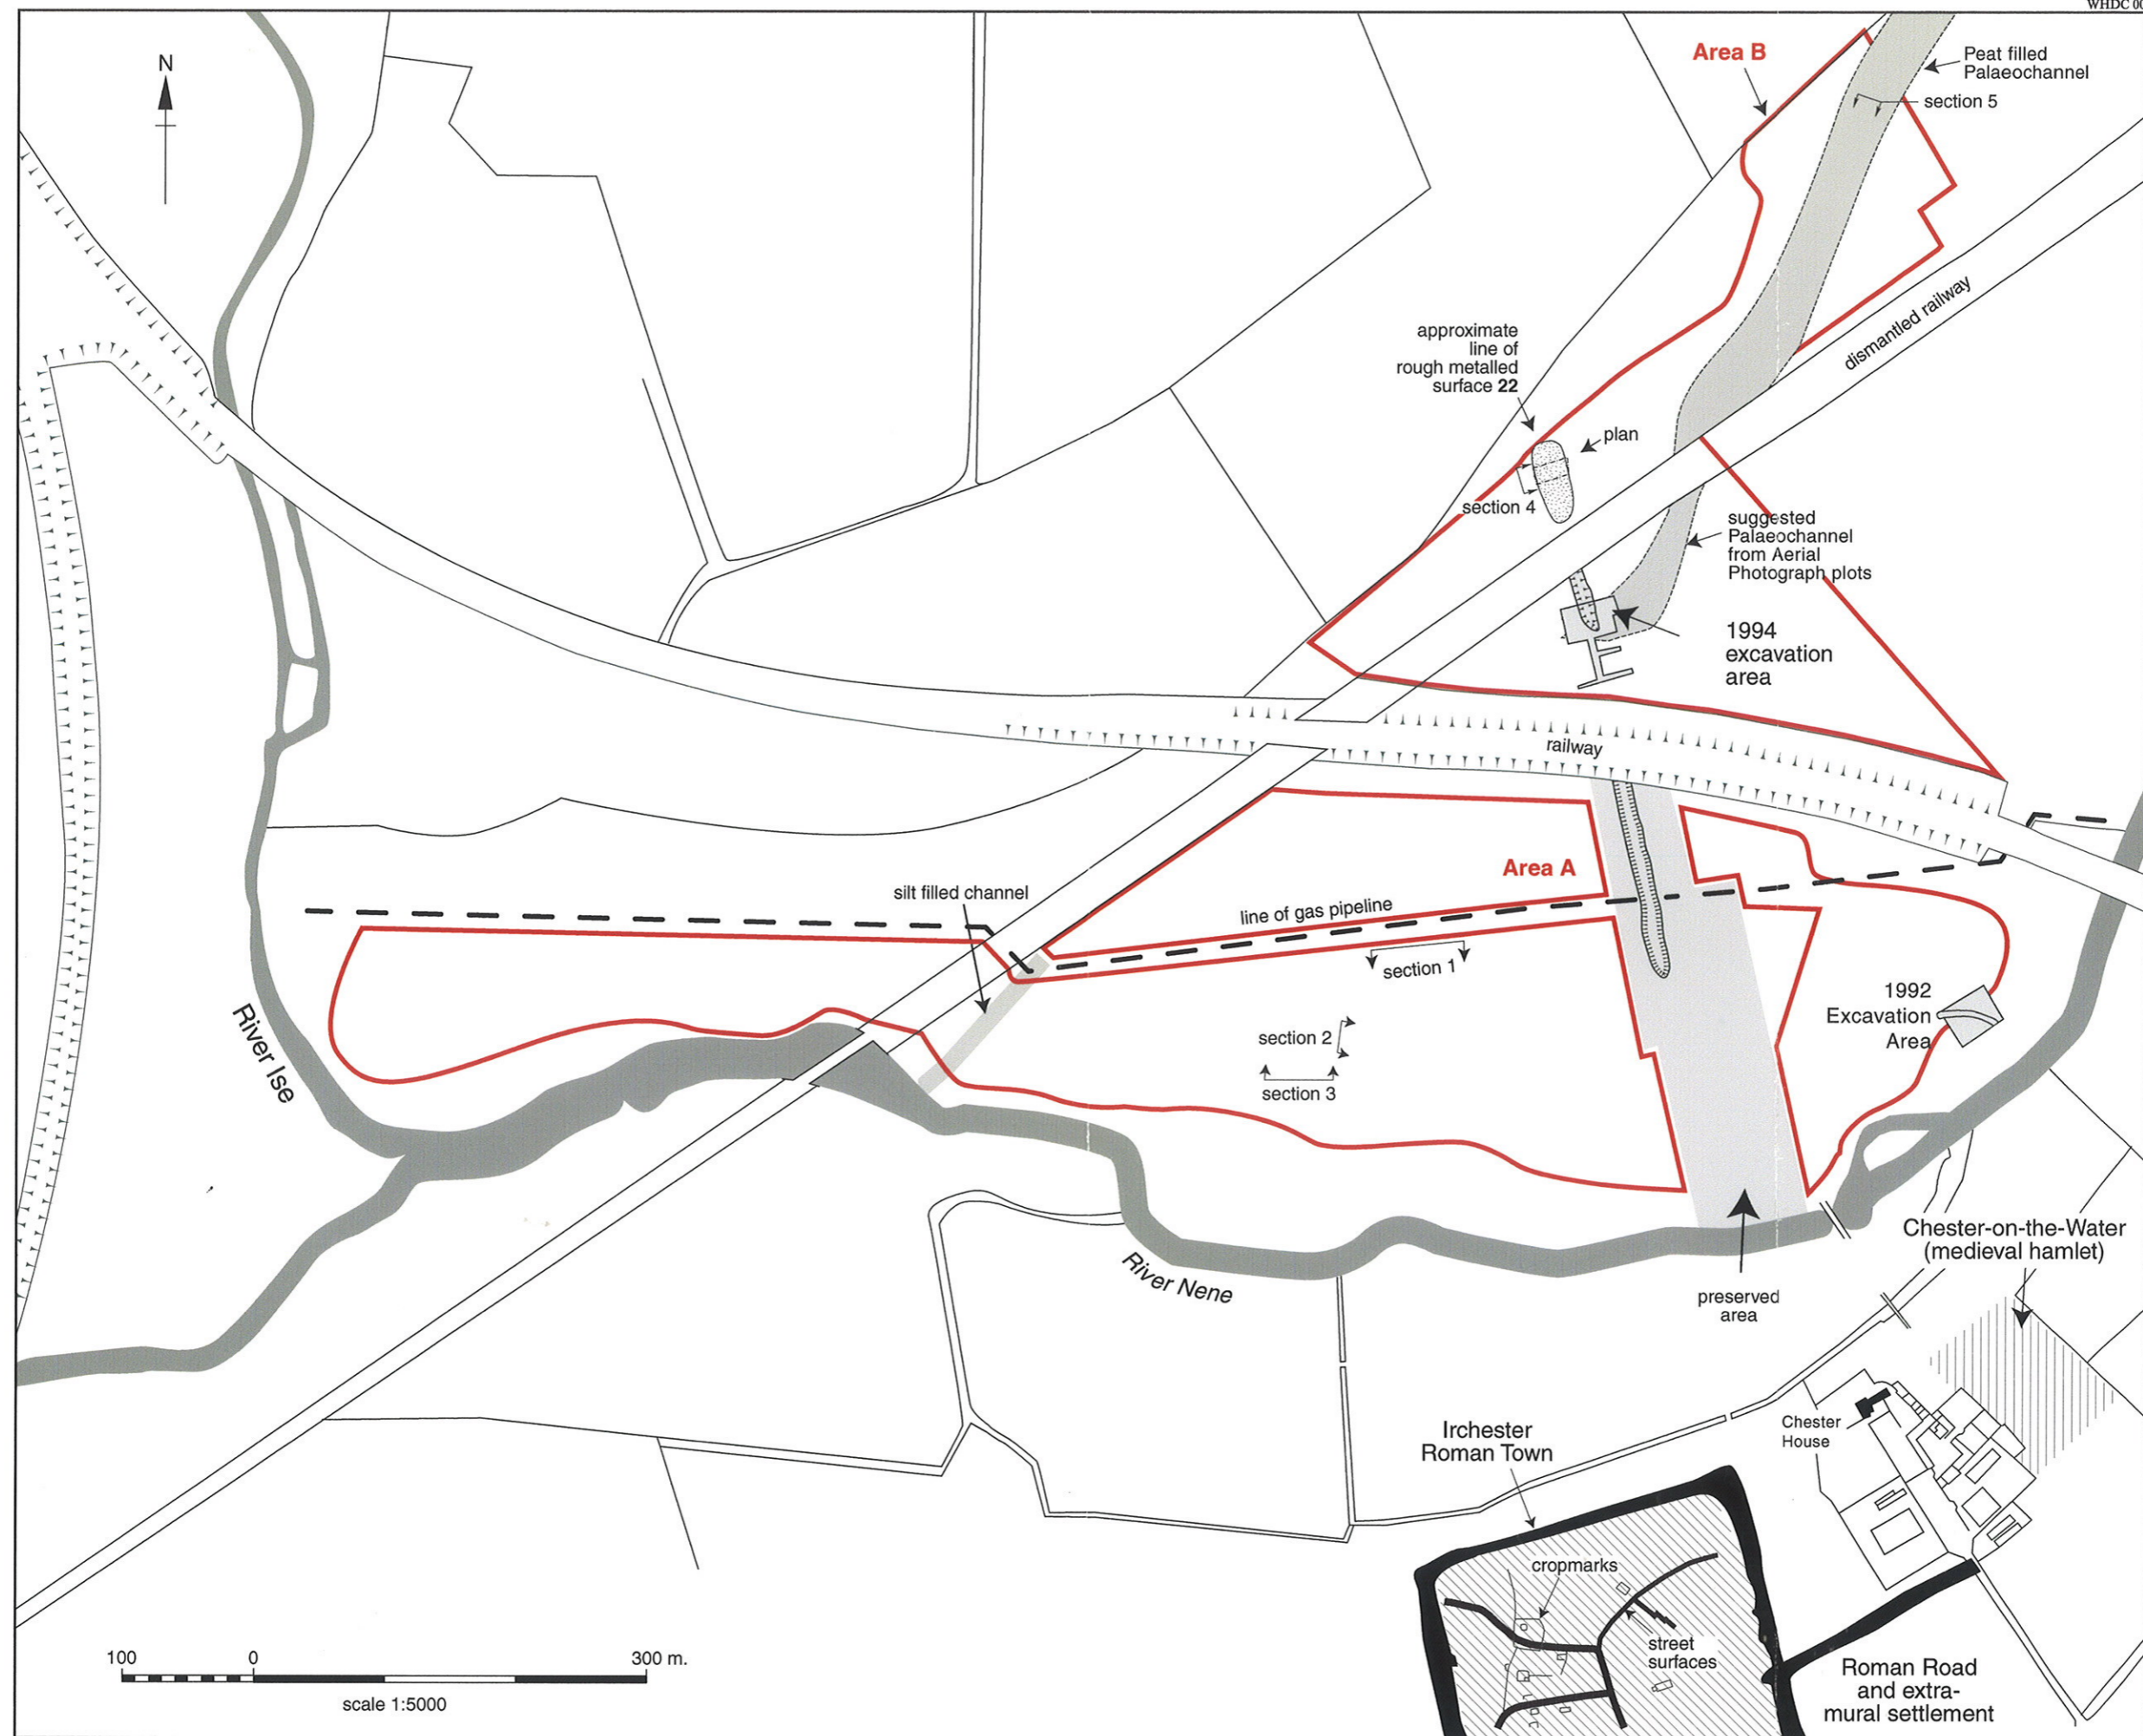 WHDC 00
N
Area B
Peat filled
Palaeochannel
section 5
dismantled railway
approximate
line of
rough metalled
surface 22
plan
section 4
suggested
Palaeochannel
from Aerial
Photograph plots
1994
excavation
area
railway
Area A
silt filled channel
line of gas pipeline
section 1
1992
Excavation
Area
section 2
section 3
River Ise
River Nene
Chester-on-the-Water
(medieval hamlet)
preserved
area
Chester
House
Irchester
Roman Town
cropmarks
street
surfaces
Roman Road
and extra-
mural settlement
100 0 300 m.
scale 1:5000